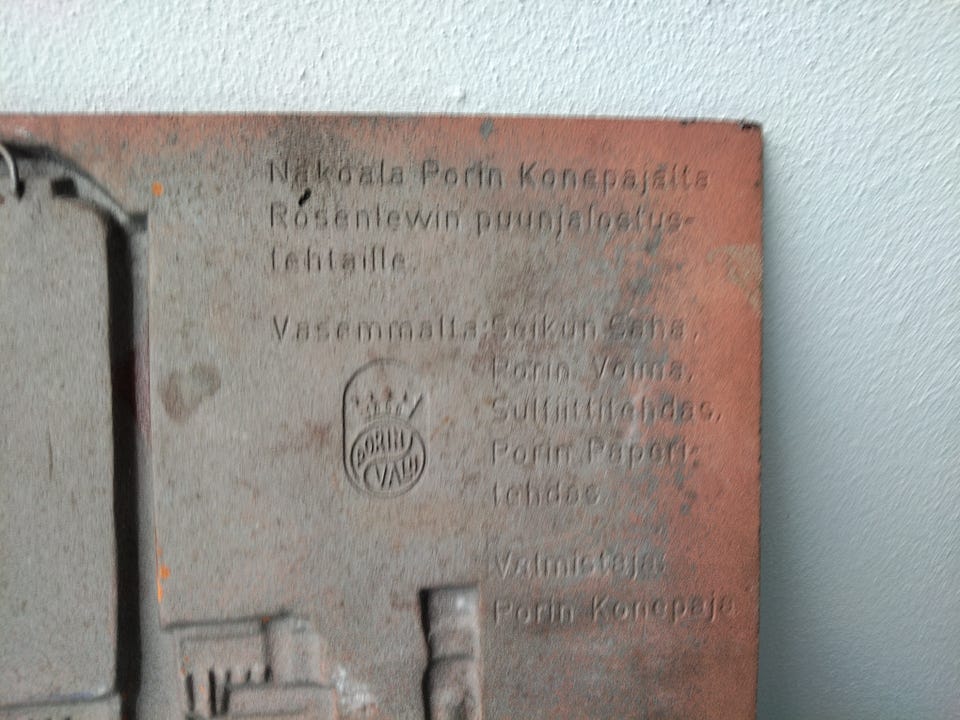 Näköala Porin Konepajalta
Rosenlewin puunjalostus-
tehtaille.
Vasemmalta: Seikun Saha,
Porin Voima,
Sulfiittitehdas,
Porin Paperi-
tehdas.
PORIN
VALU
Valmistaja:
Porin Konepaja